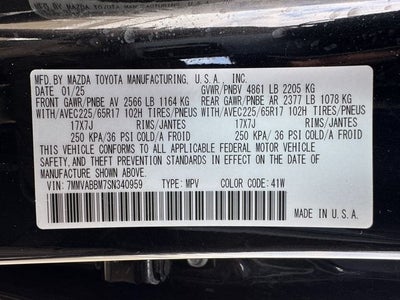 MFD.BY MAZDA TOYOTA MANUFACTURING, U.S.A., INC.
DATE 01/25 GVWR/PNBV 4861 LB 2205 KG
FRONT GAWR/PNBE AV 2566 LB 1164 KG REAR GAWR/PNBE AR 2377 LB 1078 KG
WITH/AVEC225/65R17 102H TIRES/PNEUMATIC WITH/AVEC225/65R17 102H TIRES/PNEUMATIC
17X7J RIMS/JANTES 17X7J RIMS/JANTES
250 KPA/ 36 PSI COLD/A FROID 250 KPA/ 36 PSI COLD/A FROID
THIS VEHICLE CONFORMS TO ALL APPLICABLE FEDERAL MOTOR
VEHICLE SAFETY, BUMPER, AND THEFT PREVENTION
STANDARDS IN EFFECT ON THE DATE OF
MANUFACTURE SHOWN ABOVE.
VIN: 7MMVABBM7SN340959 TYPE: MPV COLOR CODE: 41W
MADE IN U.S.A.